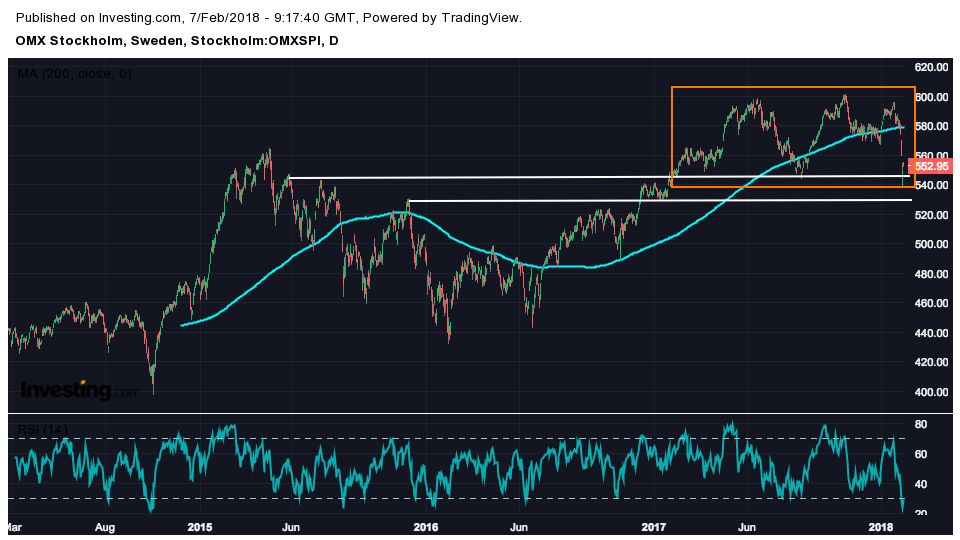 Published on Investing.com, 7/Feb/2018 - 9:17:40 GMT, Powered by TradingView.
OMX Stockholm, Sweden, Stockholm:OMXSPI, D
MA (200, close, 0)
620.00
600.00
580.00
560.00
552.95
540.00
520.00
500.00
480.00
460.00
440.00
420.00
400.00
Investing.com
RSI (14)
80
60
40
20
Mar Aug 2015 Jun 2016 Jun 2017 Jun 2018